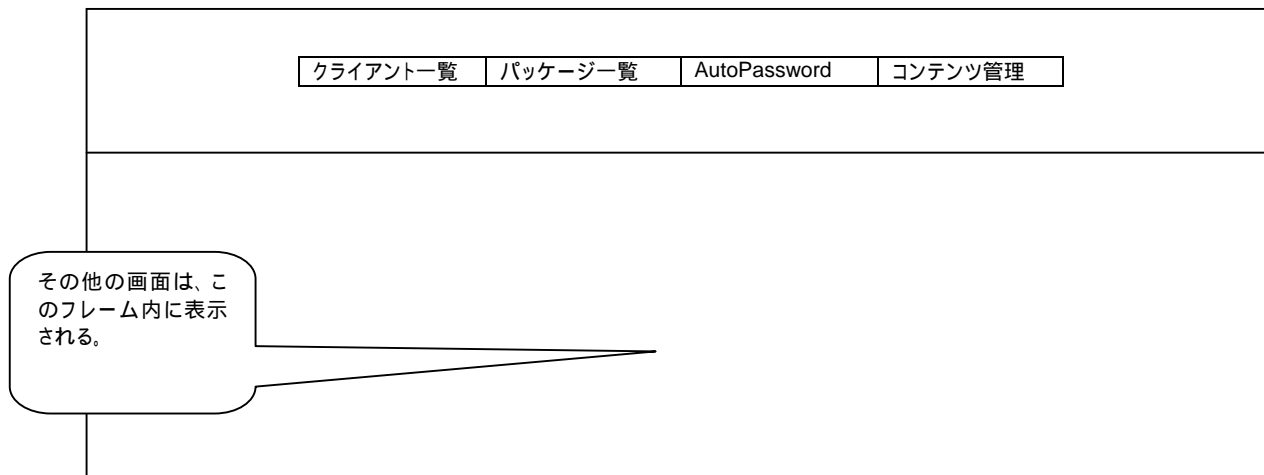 クライアント一覧 パッケージ一覧 AutoPassword コンテンツ管理
その他の画面は、こ
のフレーム内に表示
される。